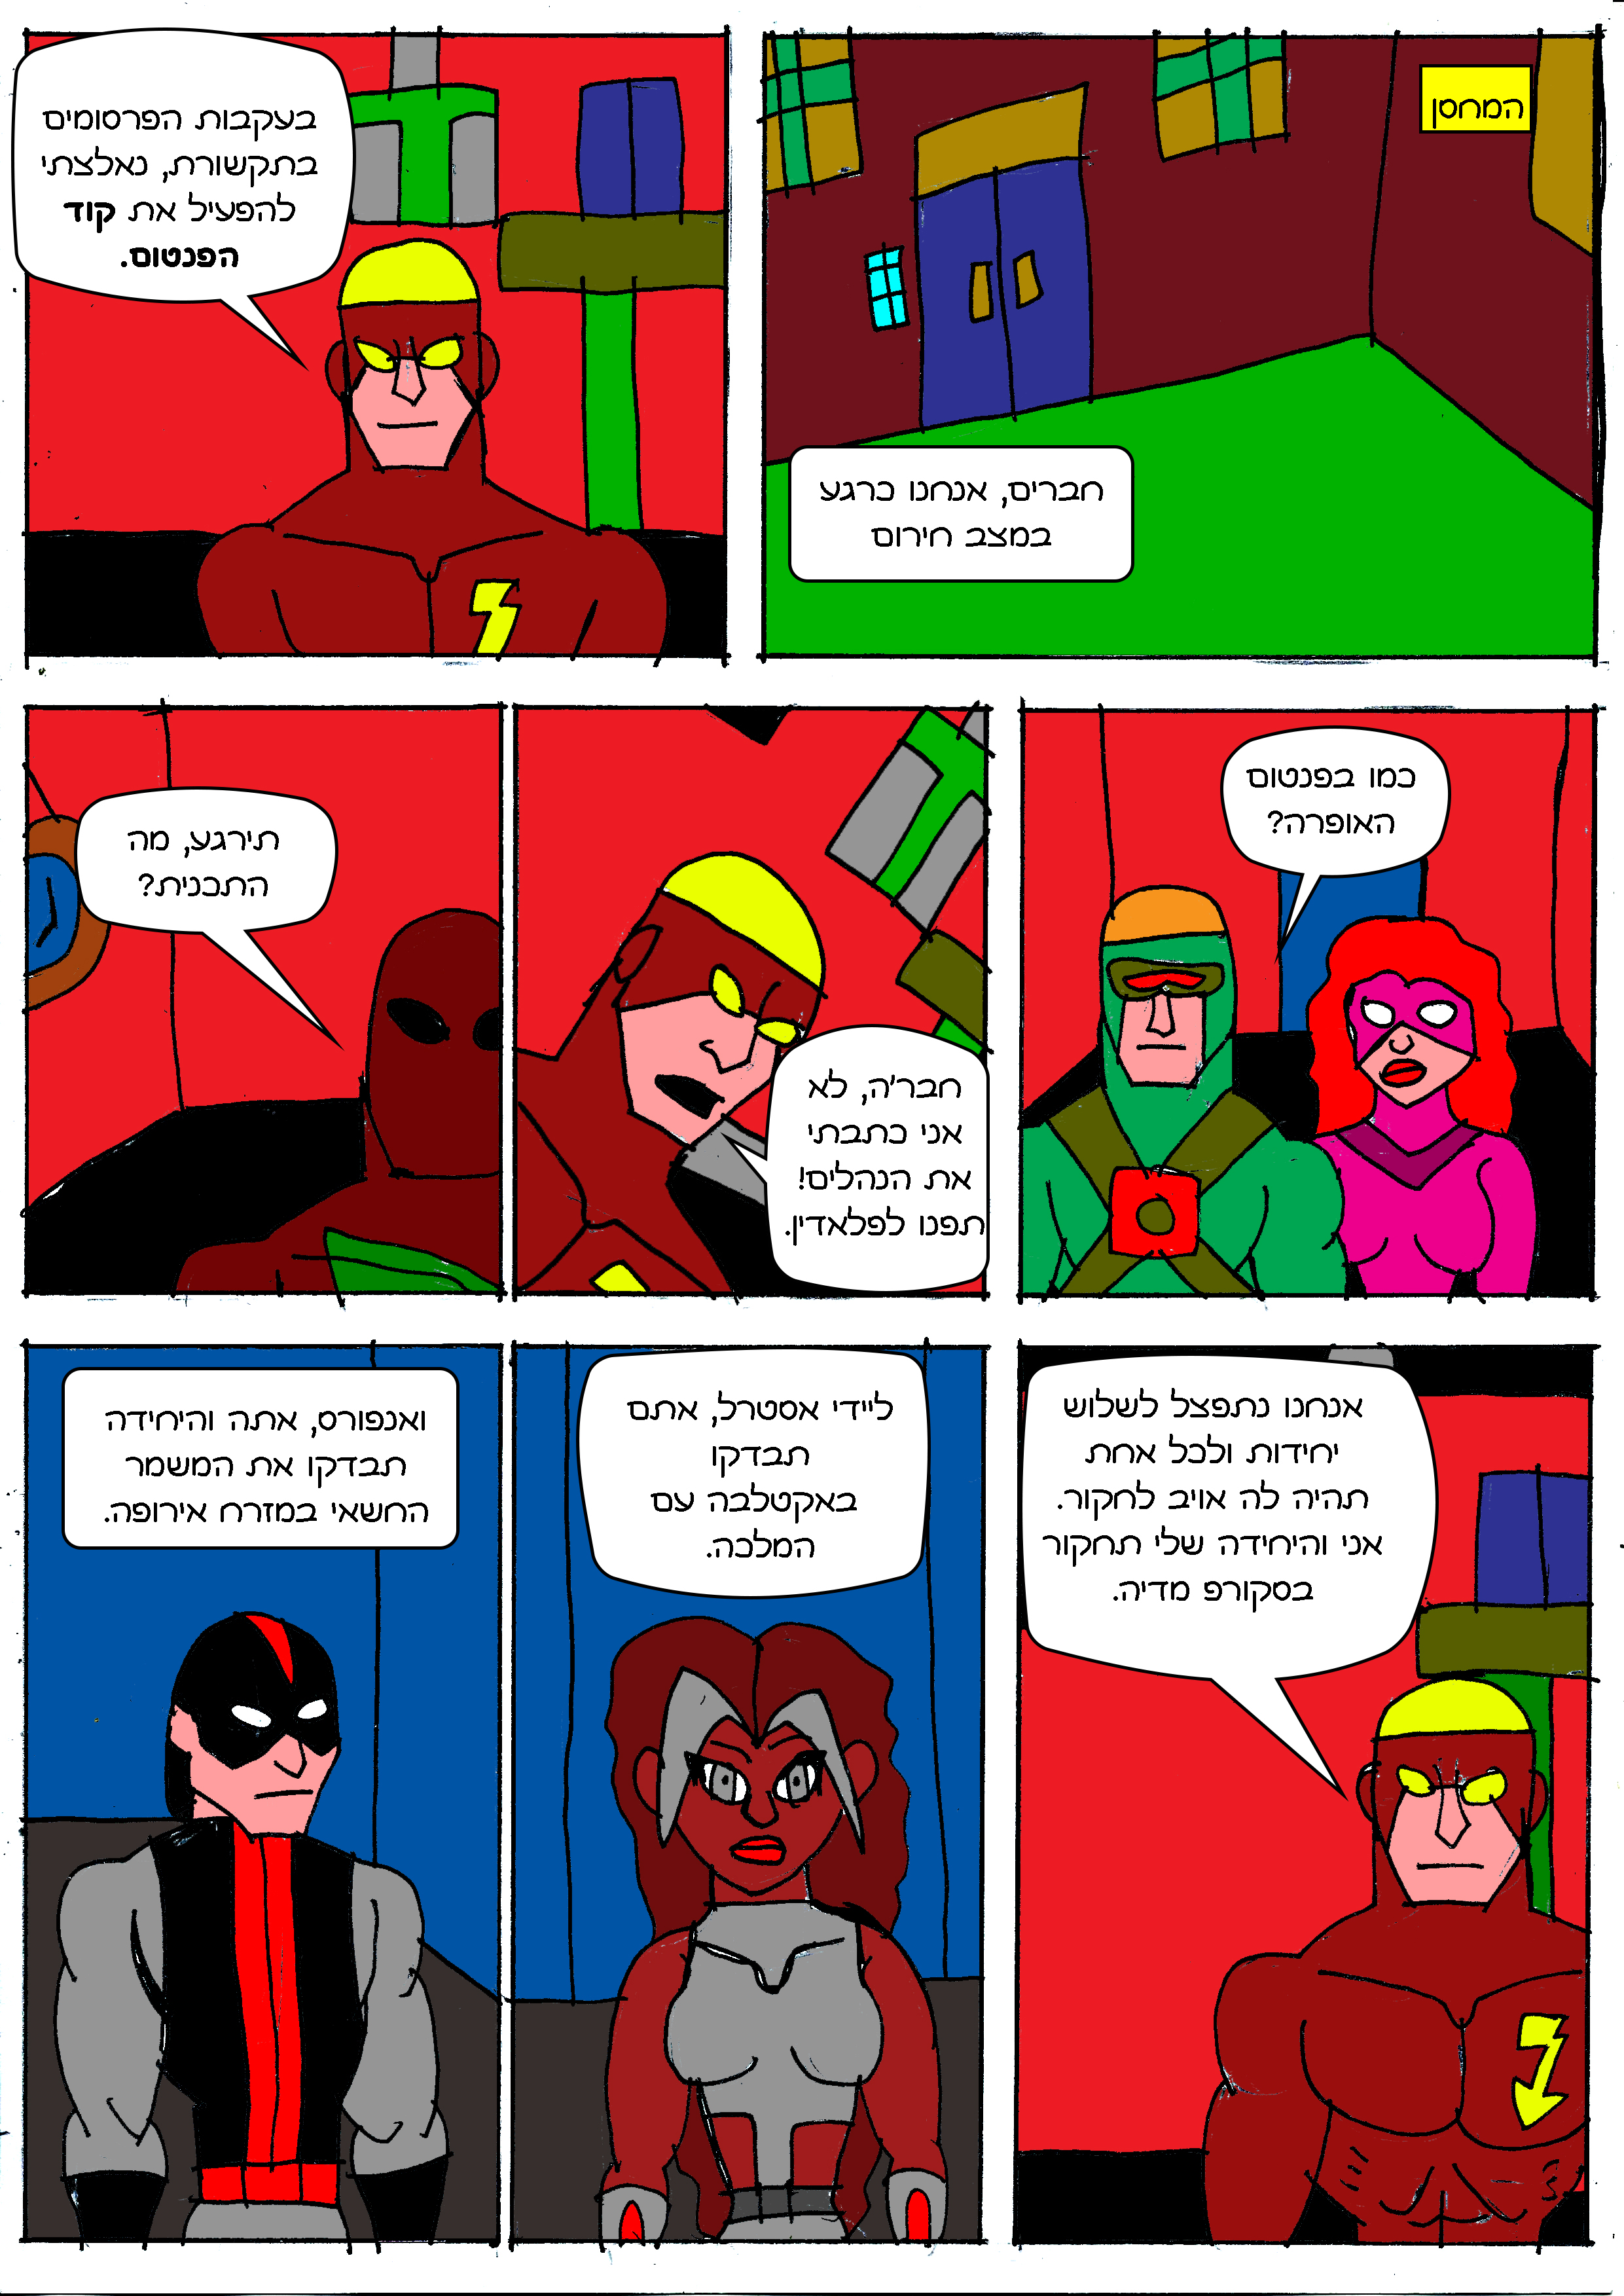 המחסן
חברים, אנחנו כרגע
במצב חירום
בעקבות הפרסומים
בתקשורת, נאלצתי
להפעיל את קוד
הפנטום.
כמו בפנטום
האופרה?
חבר'ה, לא
אני כתבתי
את הנהלים!
תפנו לפלאדין.
תירגע, מה
התכנית?
אנחנו נתפצל לשלוש
יחידות ולכל אחת
תהיה לה אויב לחקור.
אני והיחידה שלי תחקור
בסקורפ מדיה.
ליידי אסטרל, אתם
תבדקו
באקטלבה עם
המלכה.
ואנפורס, אתה והיחידה
תבדקו את המשמר
החשאי במזרח אירופה.